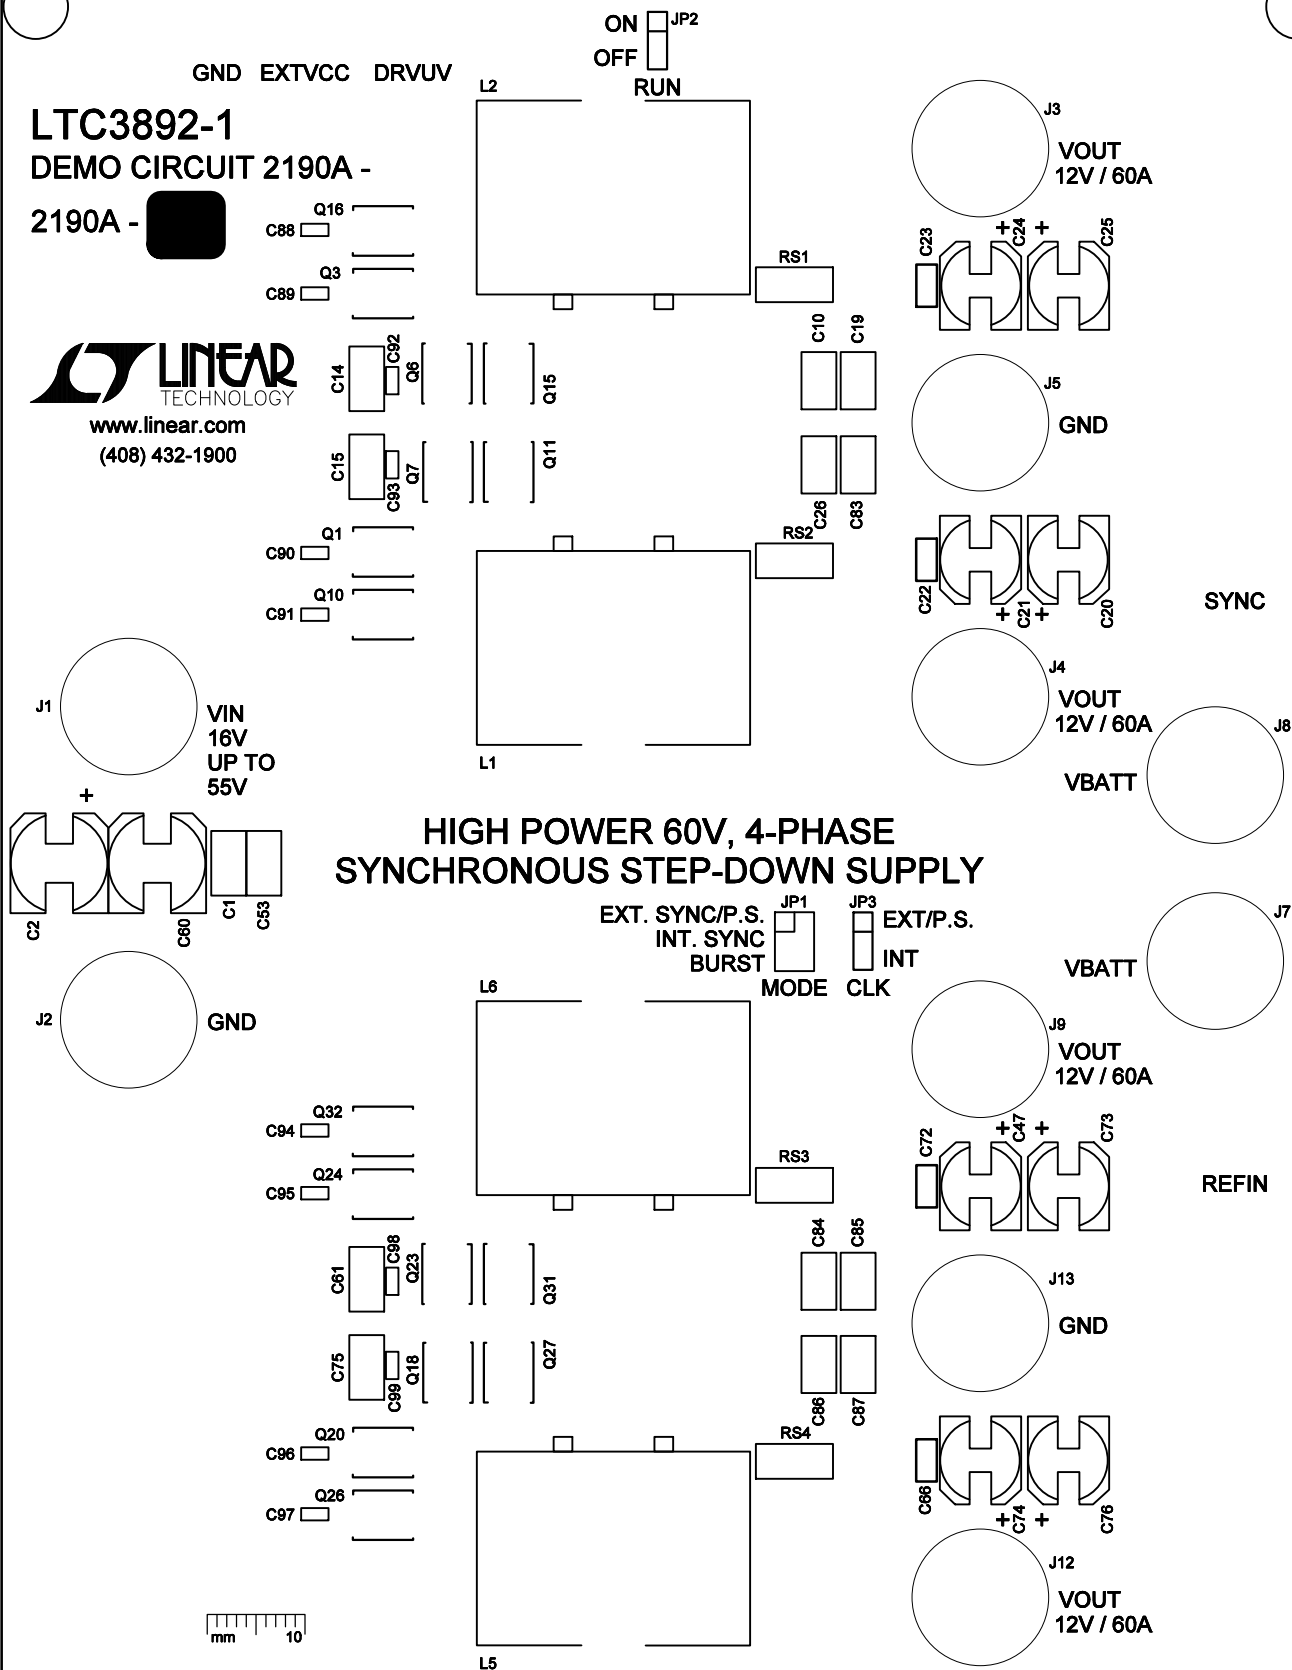 ON
JP2
OFF
RUN
GND EXTVCC DRVUV
L2
LTC3892-1
DEMO CIRCUIT 2190A -
2190A -
J3
VOUT
12V / 60A
Q16
C88
Q3
C89
RS1
C23
+
C24
+
C25
LINEAR
TECHNOLOGY
www.linear.com
(408) 432-1900
C14
C92
Q6
Q15
C10
C19
J5
GND
C15
C93
Q7
Q11
C26
C83
Q1
C90
RS2
Q10
C91
C22
+
C21
+
C20
SYNC
J1
VIN
16V
UP TO
55V
L1
J4
VOUT
12V / 60A
J8
VBATT
+
C2
C60
C1
C53
HIGH POWER 60V, 4-PHASE
SYNCHRONOUS STEP-DOWN SUPPLY
JP1
JP3
EXT. SYNC/P.S.
EXT/P.S.
INT. SYNC
INT
BURST
MODE CLK
J7
VBATT
J2
GND
L6
J9
VOUT
12V / 60A
Q32
C94
Q24
C95
RS3
C72
+
C47
+
C73
REFIN
C61
C98
Q23
Q31
C84
C85
J13
GND
C75
C99
Q18
Q27
C86
C87
Q20
C96
RS4
Q26
C97
C66
+
C74
+
C76
J12
VOUT
12V / 60A
mm 10
L5